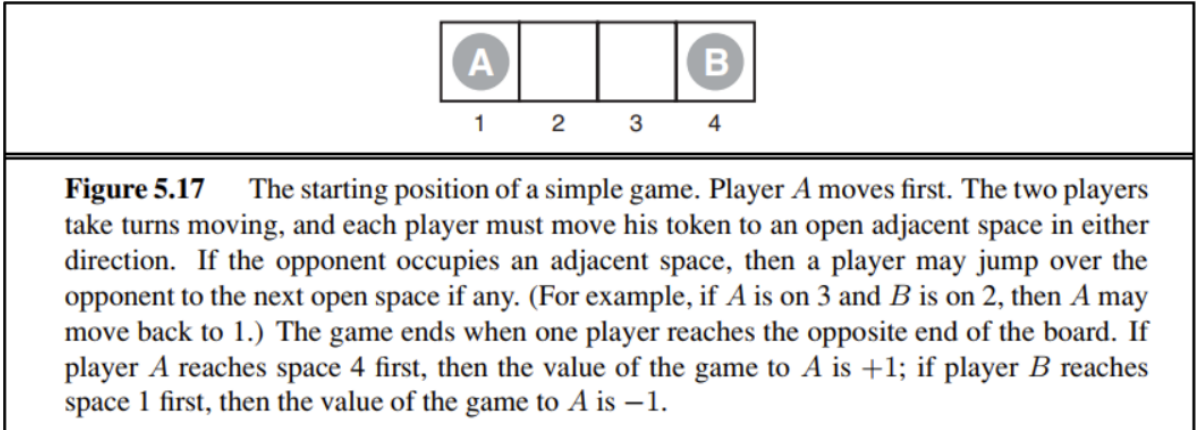 A B
1 2 3 4
Figure 5.17 The starting position of a simple game. Player A moves first. The two players
take turns moving, and each player must move his token to an open adjacent space in either
direction. If the opponent occupies an adjacent space, then a player may jump over the
opponent to the next open space if any. (For example, if A is on 3 and B is on 2, then A may
move back to 1.) The game ends when one player reaches the opposite end of the board. If
player A reaches space 4 first, then the value of the game to A is +1; if player B reaches
space 1 first, then the value of the game to A is −1.